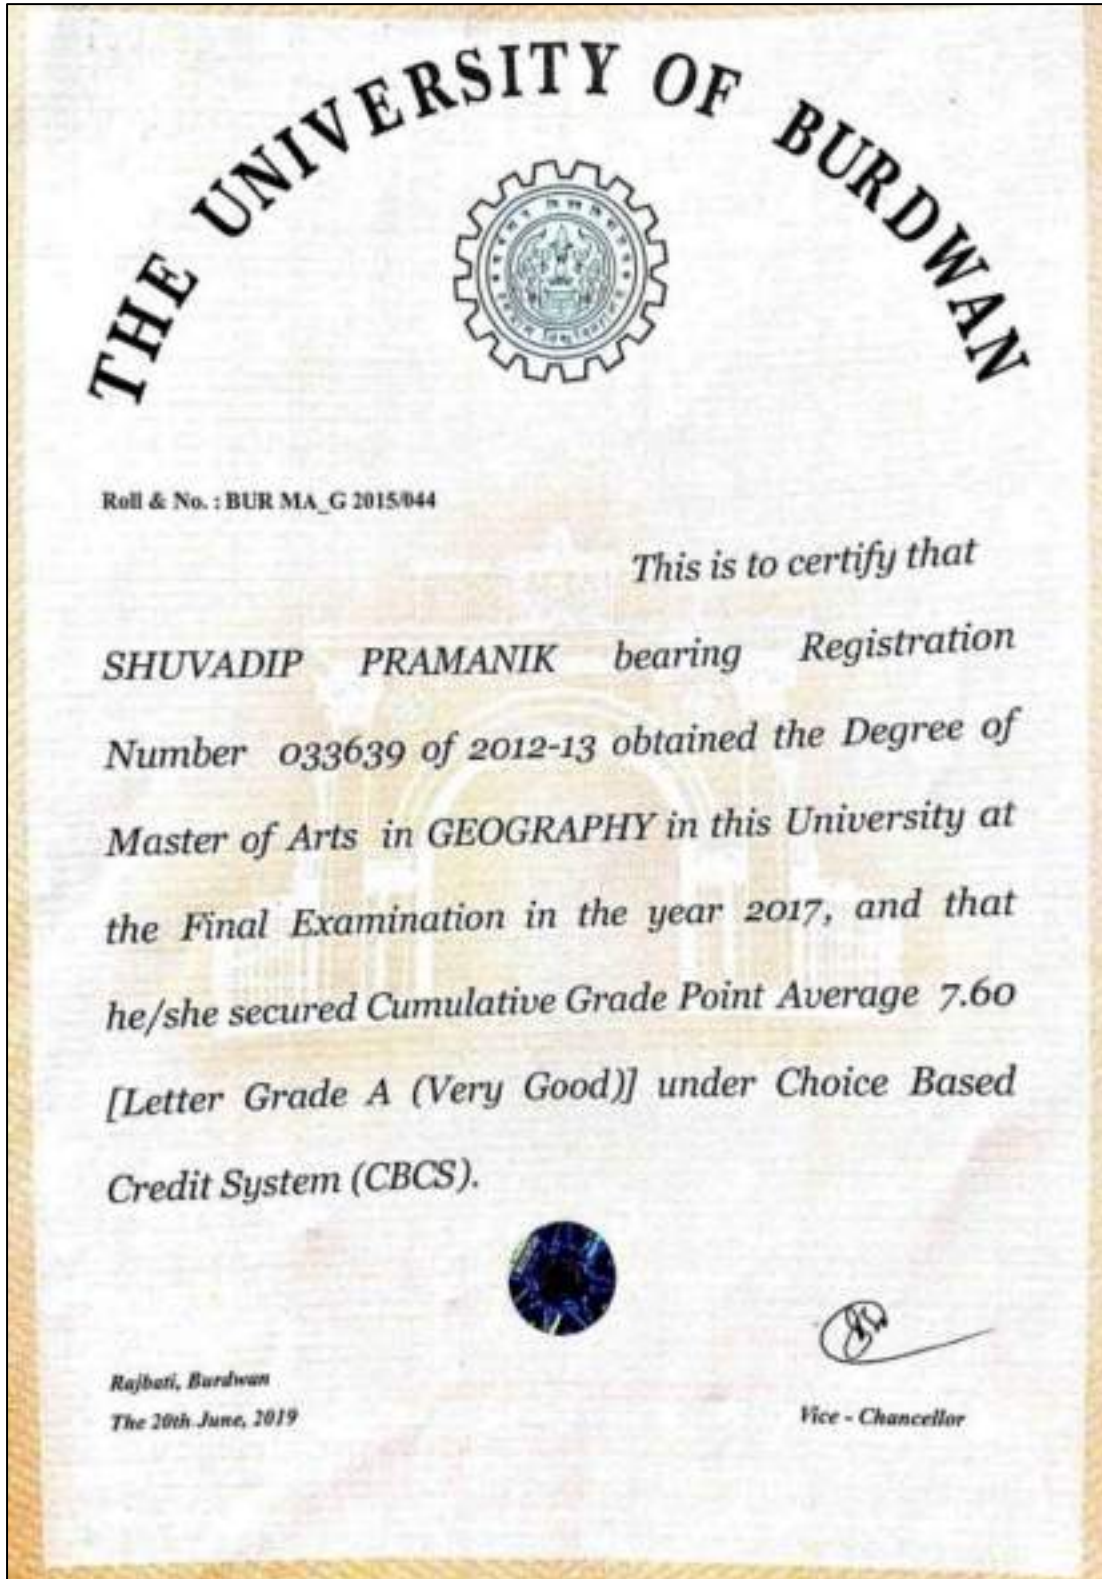 THE UNIVERSITY OF BURDWAN
Roll & No. : BUR MA_G 2015/044
This is to certify that
SHUVADIP PRAMANIK bearing Registration
Number 033639 of 2012-13 obtained the Degree of
Master of Arts in GEOGRAPHY in this University at
the Final Examination in the year 2017, and that
he/she secured Cumulative Grade Point Average 7.60
[Letter Grade A (Very Good)] under Choice Based
Credit System (CBCS).
Rajbati, Burdwan
The 20th June, 2019
Vice - Chancellor